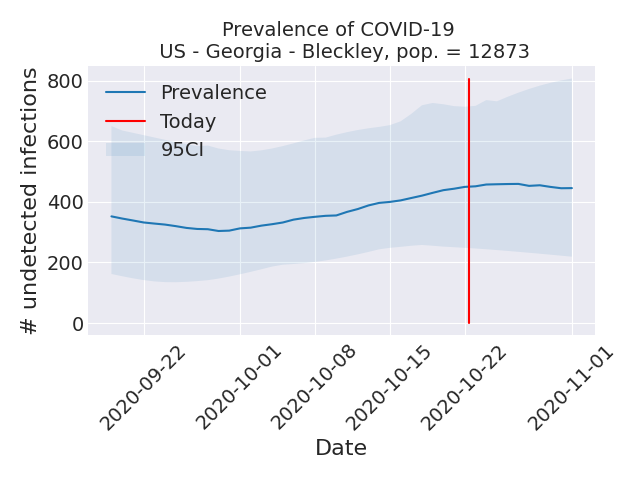 Prevalence of COVID-19
US - Georgia - Bleckley, pop. = 12873
# undetected infections
800
600
400
200
0
Prevalence
Today
95CI
2020-09-22
2020-10-01
2020-10-08
2020-10-15
2020-10-22
2020-11-01
Date